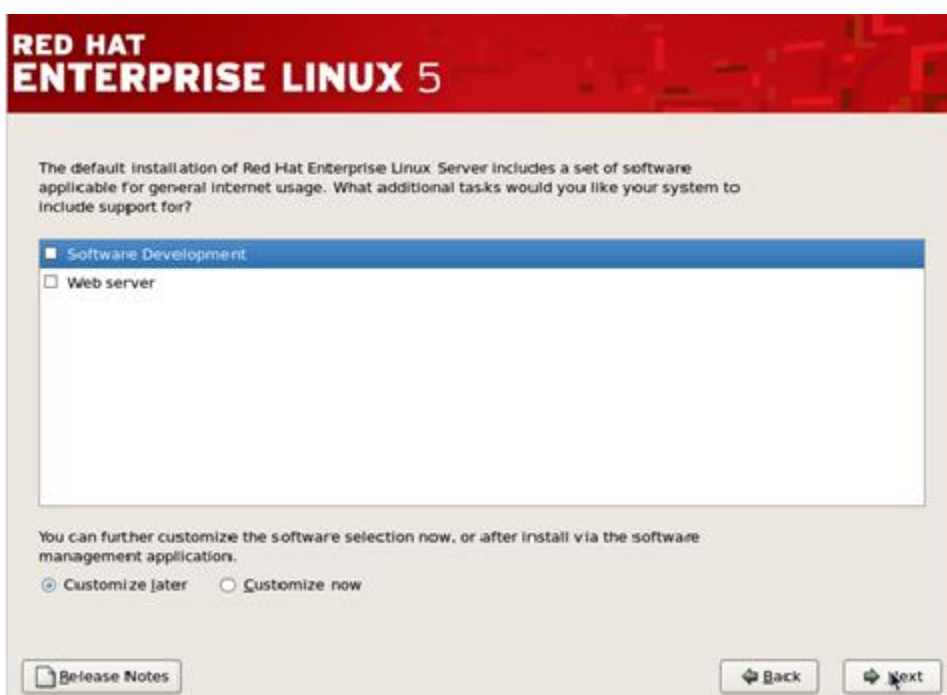 RED HAT
ENTERPRISE LINUX 5
The default installation of Red Hat Enterprise Linux Server includes a set of software
applicable for general internet usage. What additional tasks would you like your system to
include support for?
Software Development
Web server
You can further customize the software selection now, or after install via the software
management application.
Customize later
Customize now
Release Notes
Back
Next